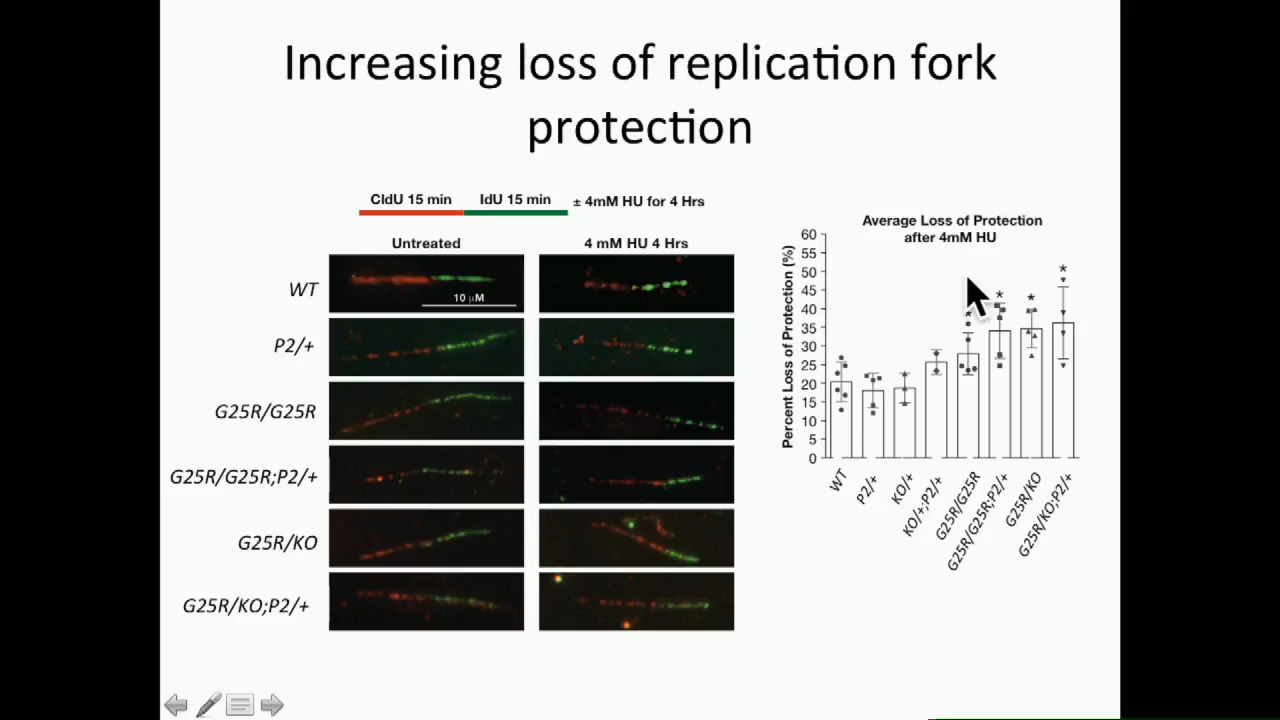 Increasing loss of replication fork
protection
CldU 15 min
IdU 15 min
± 4mM HU for 4 Hrs
Untreated
4 mM HU 4 Hrs
WT
10 µM
P2/+
G25R/G25R
G25R/G25R;P2/+
G25R/KO
G25R/KO;P2/+
Average Loss of Protection
after 4mM HU
Percent Loss of Protection (%)
60
55
50
45
40
35
30
25
20
15
10
5
0
*
*
*
*
WT
P2/+
KO/+
KO/+;P2/+
G25R/G25R
G25R/G25R;P2/+
G25R/KO
G25R/KO;P2/+